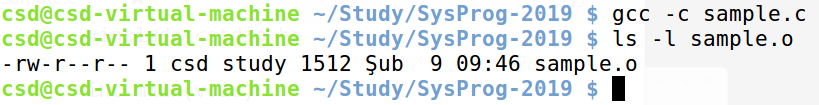 csd@csd-virtual-machine ~/Study/SysProg-2019 $ gcc -c sample.c
csd@csd-virtual-machine ~/Study/SysProg-2019 $ ls -l sample.o
-rw-r--r-- 1 csd study 1512 Şub  9 09:46 sample.o
csd@csd-virtual-machine ~/Study/SysProg-2019 $